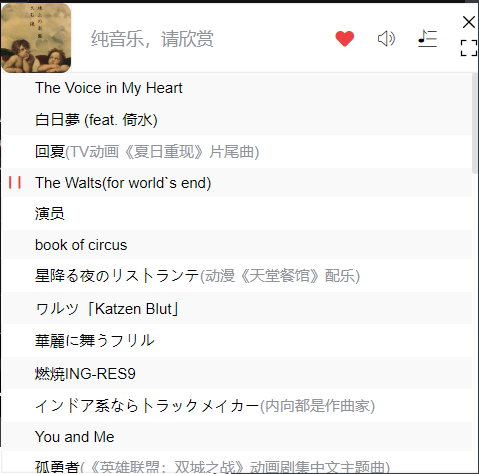 纯音乐，请欣赏
The Voice in My Heart
白日夢 (feat. 倚水)
回夏(TV动画《夏日重现》片尾曲)
The Walts(for world`s end)
演员
book of circus
星降る夜のリストランテ(动漫《天堂餐馆》配乐)
ワルツ「Katzen Blut」
華麗に舞うフリル
燃燒ING-RES9
インドア系ならトラックメイカー(内向都是作曲家)
You and Me
孤勇者(《英雄联盟：双城之战》动画剧集中文主题曲)